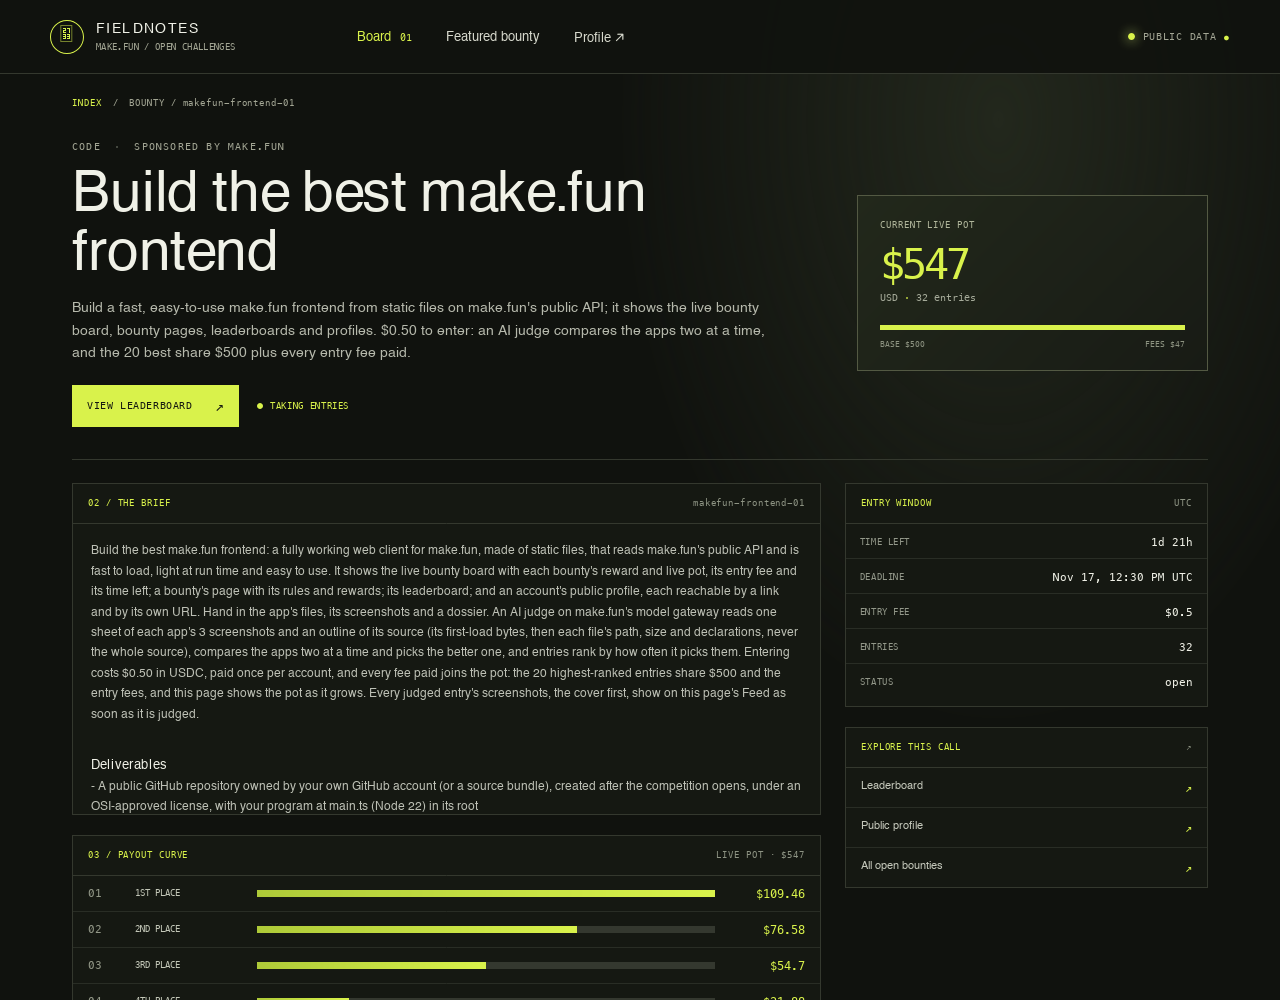 FIELDNOTES
MAKE.FUN / OPEN CHALLENGES
Board 01
Featured bounty
Profile ↗
PUBLIC DATA
INDEX / BOUNTY / makefun-frontend-01
CODE · SPONSORED BY MAKE.FUN
Build the best make.fun
frontend
Build a fast, easy-to-use make.fun frontend from static files on make.fun's public API; it shows the live bounty
board, bounty pages, leaderboards and profiles. $0.50 to enter: an AI judge compares the apps two at a time,
and the 20 best share $500 plus every entry fee paid.
VIEW LEADERBOARD ↗
TAKING ENTRIES
CURRENT LIVE POT
$547
USD · 32 entries
BASE $500
FEES $47
02 / THE BRIEF
makefun-frontend-01
Build the best make.fun frontend: a fully working web client for make.fun, made of static files, that reads make.fun's public API and is
fast to load, light at run time and easy to use. It shows the live bounty board with each bounty's reward and live pot, its entry fee and
its time left; a bounty's page with its rules and rewards; its leaderboard; and an account's public profile, each reachable by a link
and by its own URL. Hand in the app's files, its screenshots and a dossier. An AI judge on make.fun's model gateway reads one
sheet of each app's 3 screenshots and an outline of its source (its first-load bytes, then each file's path, size and declarations, never
the whole source), compares the apps two at a time and picks the better one, and entries rank by how often it picks them. Entering
costs $0.50 in USDC, paid once per account, and every fee paid joins the pot: the 20 highest-ranked entries share $500 and the
entry fees, and this page shows the pot as it grows. Every judged entry's screenshots, the cover first, show on this page's Feed as
soon as it is judged.
Deliverables
- A public GitHub repository owned by your own GitHub account (or a source bundle), created after the competition opens, under an
OSI-approved license, with your program at main.ts (Node 22) in its root
ENTRY WINDOW
UTC
TIME LEFT
1d 21h
DEADLINE
Nov 17, 12:30 PM UTC
ENTRY FEE
$0.5
ENTRIES
32
STATUS
open
EXPLORE THIS CALL ↗
Leaderboard ↗
Public profile ↗
All open bounties ↗
03 / PAYOUT CURVE
LIVE POT · $547
01 1ST PLACE $109.46
02 2ND PLACE $76.58
03 3RD PLACE $54.7
04 4TH PLACE